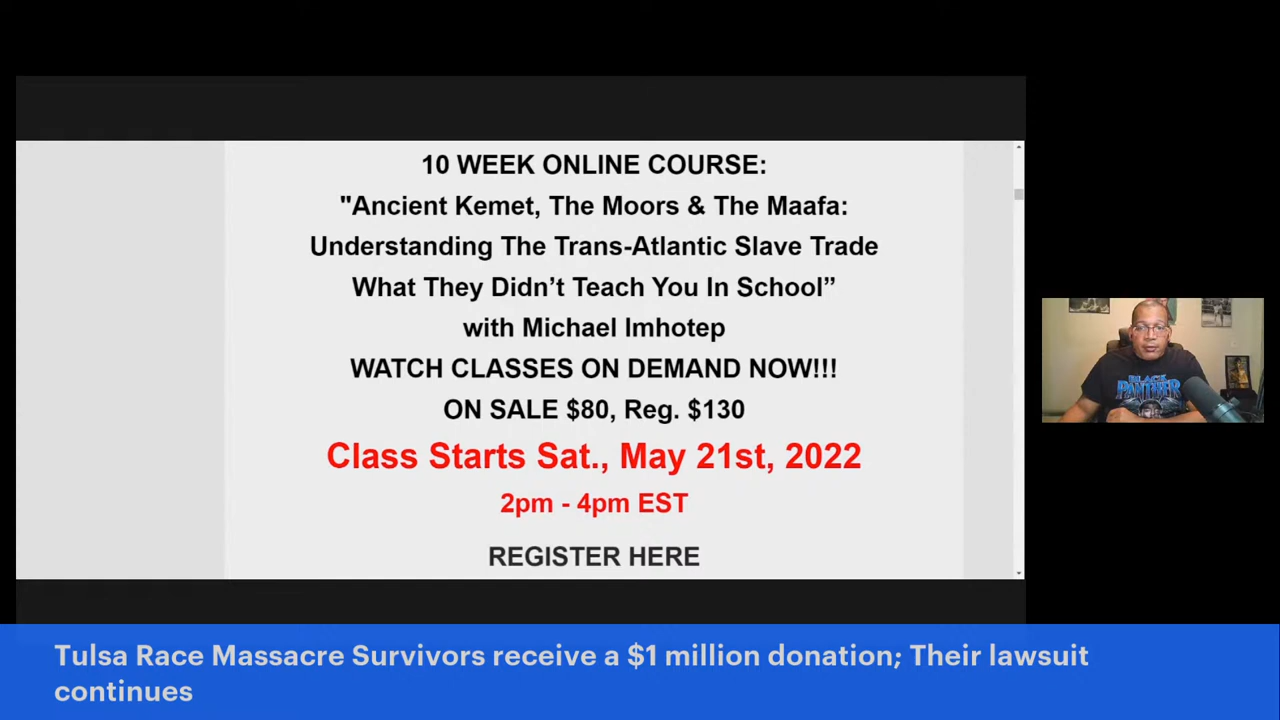 10 WEEK ONLINE COURSE:
"Ancient Kemet, The Moors & The Maafa:
Understanding The Trans-Atlantic Slave Trade
What They Didn’t Teach You In School”
with Michael Imhotep
WATCH CLASSES ON DEMAND NOW!!!
ON SALE $80, Reg. $130
Class Starts Sat., May 21st, 2022
2pm - 4pm EST
REGISTER HERE
BLACK
PANTHER
Tulsa Race Massacre Survivors receive a $1 million donation; Their lawsuit
continues